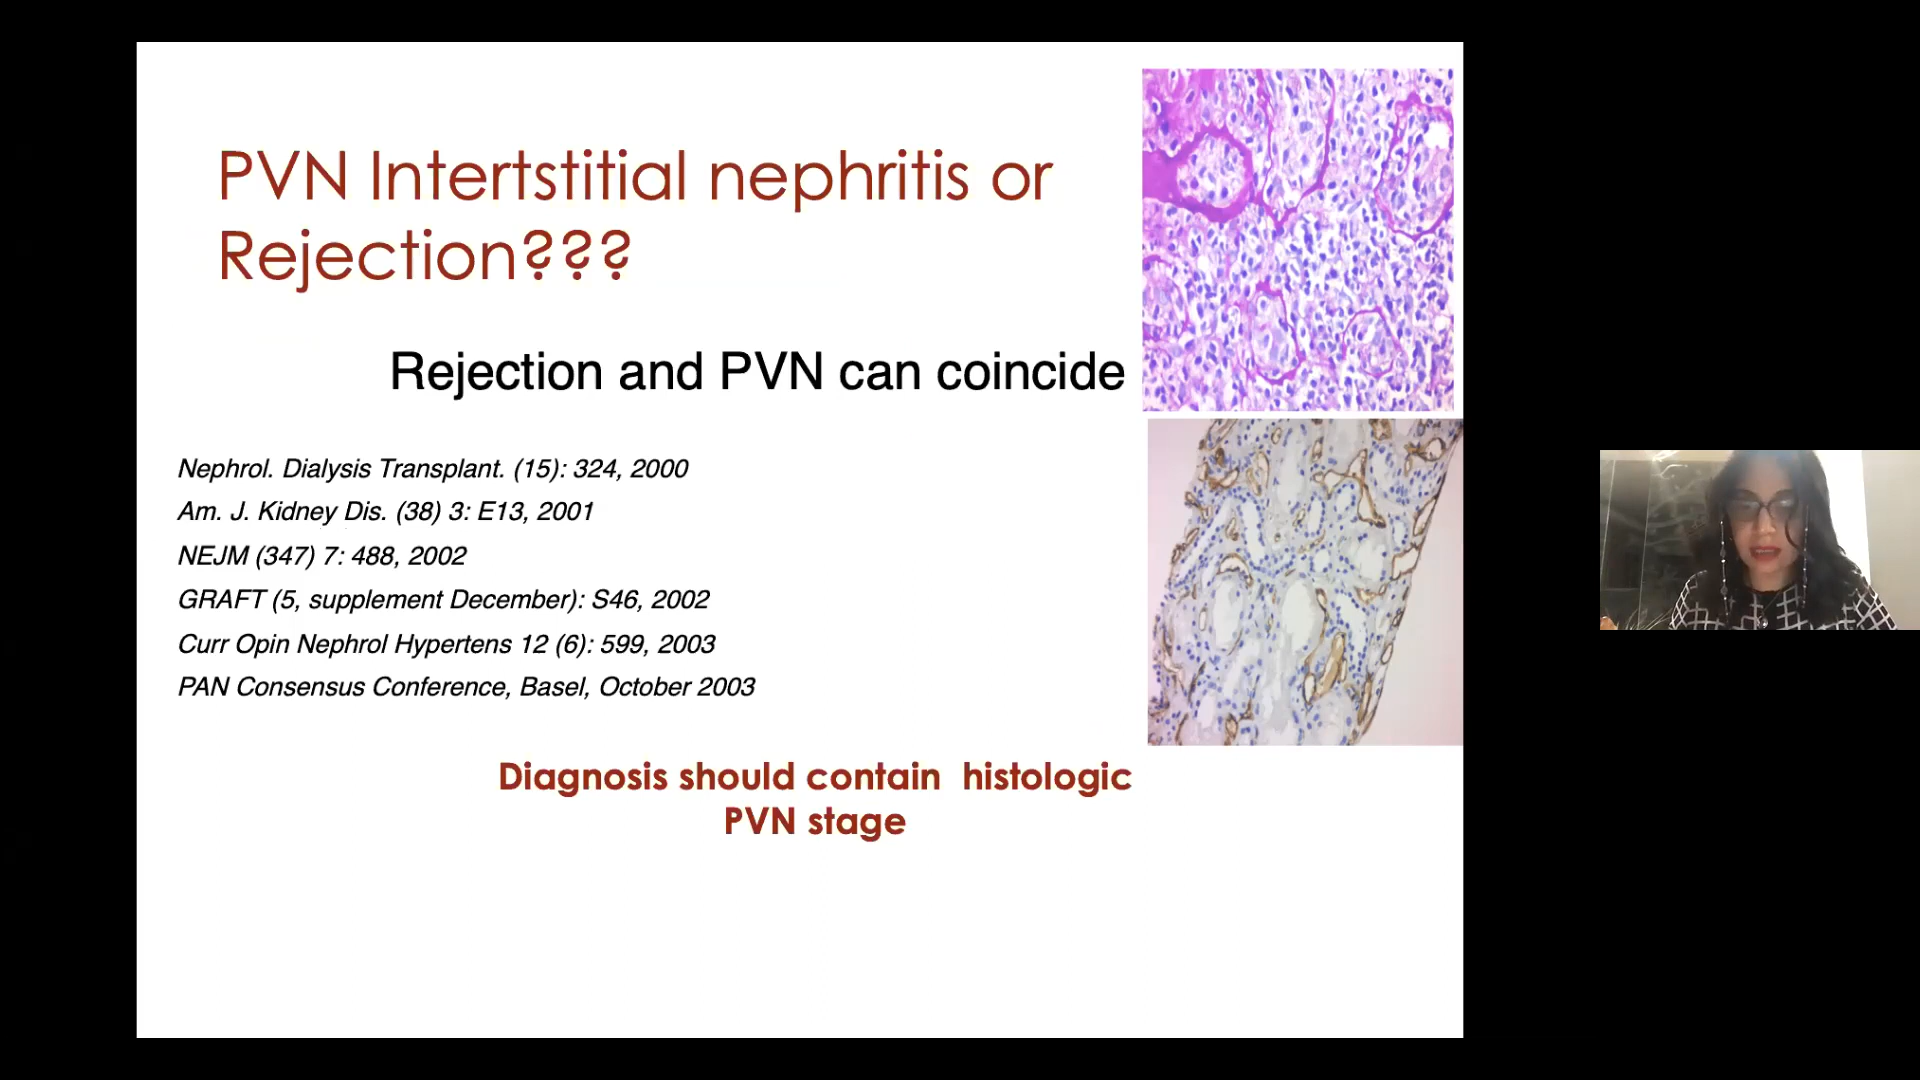 PVN Intertstitial nephritis or
Rejection???
Rejection and PVN can coincide
Nephrol. Dialysis Transplant. (15): 324, 2000
Am. J. Kidney Dis. (38) 3: E13, 2001
NEJM (347) 7: 488, 2002
GRAFT (5, supplement December): S46, 2002
Curr Opin Nephrol Hypertens 12 (6): 599, 2003
PAN Consensus Conference, Basel, October 2003
Diagnosis should contain histologic
PVN stage